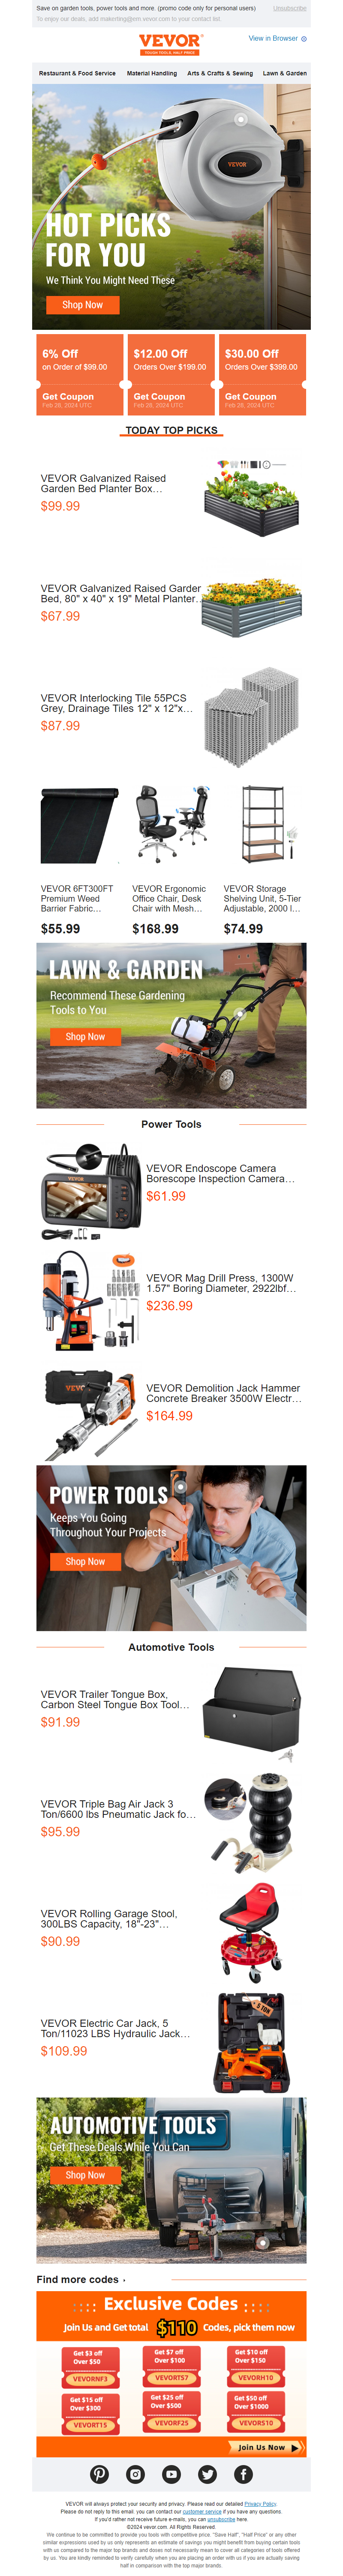 Save on garden tools, power tools and more. (promo code only for personal users)
Unsubscribe
To enjoy our deals, add marketing@em.vevor.com to your contact list
VEVOR
TOUGH TOOLS, HALF PRICE
View in Browser
Restaurant & Food Service Material Handling Arts & Crafts & Sewing Lawn & Garden
VEVOR
HOT PICKS
FOR YOU
We Think You Might Need These
Shop Now
6% Off
on Order of $99.00
Get Coupon
Feb 28, 2024 UTC
$12.00 Off
Orders Over $199.00
Get Coupon
Feb 28, 2024 UTC
$30.00 Off
Orders Over $399.00
Get Coupon
Feb 28, 2024 UTC
TODAY TOP PICKS
VEVOR Galvanized Raised
Garden Bed Planter Box…
$99.99
VEVOR Galvanized Raised Garden
Bed, 80" x 40" x 19" Metal Planter…
$67.99
VEVOR Interlocking Tile 55PCS
Grey, Drainage Tiles 12" x 12"x…
$87.99
VEVOR 6FT300FT
Premium Weed
Barrier Fabric…
$55.99
VEVOR Ergonomic
Office Chair, Desk
Chair with Mesh…
$168.99
VEVOR Storage
Shelving Unit, 5-Tier
Adjustable, 2000 l…
$74.99
LAWN & GARDEN
Recommend These Gardening
Tools to You
Shop Now
Power Tools
VEVOR
VEVOR Endoscope Camera
Borescope Inspection Camera…
$61.99
VEVOR Mag Drill Press, 1300W
1.57" Boring Diameter, 2922lbf…
$236.99
VEVOR
VEVOR Demolition Jack Hammer
Concrete Breaker 3500W Electr…
$164.99
POWER TOOLS
Keeps You Going
Throughout Your Projects
Shop Now
Automotive Tools
VEVOR Trailer Tongue Box,
Carbon Steel Tongue Box Tool…
$91.99
VEVOR Triple Bag Air Jack 3
Ton/6600 lbs Pneumatic Jack fo…
$95.99
VEVOR Rolling Garage Stool,
300LBS Capacity, 18"-23"…
$90.99
VEVOR Electric Car Jack, 5
Ton/11023 LBS Hydraulic Jack…
$109.99
5 TON
AUTOMOTIVE TOOLS
Get These Deals While You Can
Shop Now
Find more codes ›
Exclusive Codes
Join Us and Get total $110 Codes, pick them now
Get $3 off
Over $50
VEVORNF3
Get $7 off
Over $100
VEVORTS7
Get $10 off
Over $150
VEVORH10
Get $15 off
Over $300
VEVORT15
Get $25 off
Over $500
VEVORF25
Get $50 off
Over $1000
VEVORS10
Join Us Now
VEVOR will always protect your security and privacy. Please read our detailed Privacy Policy.
Please do not reply to this email. you can contact our customer service if you have any questions.
If you'd rather not receive future e-mails, you can unsubscribe here.
©2024 vevor.com. All Rights Reserved.
We continue to be committed to provide you tools with competitive price. "Save Half", "Half Price" or any other
similar expressions used by us only represents an estimate of savings you might benefit from buying certain tools
with us compared to the major top brands and doses not necessarily mean to cover all categories of tools offered
by us. You are kindly reminded to verify carefully when you are placing an order with us if you are actually saving
half in comparison with the top major brands.